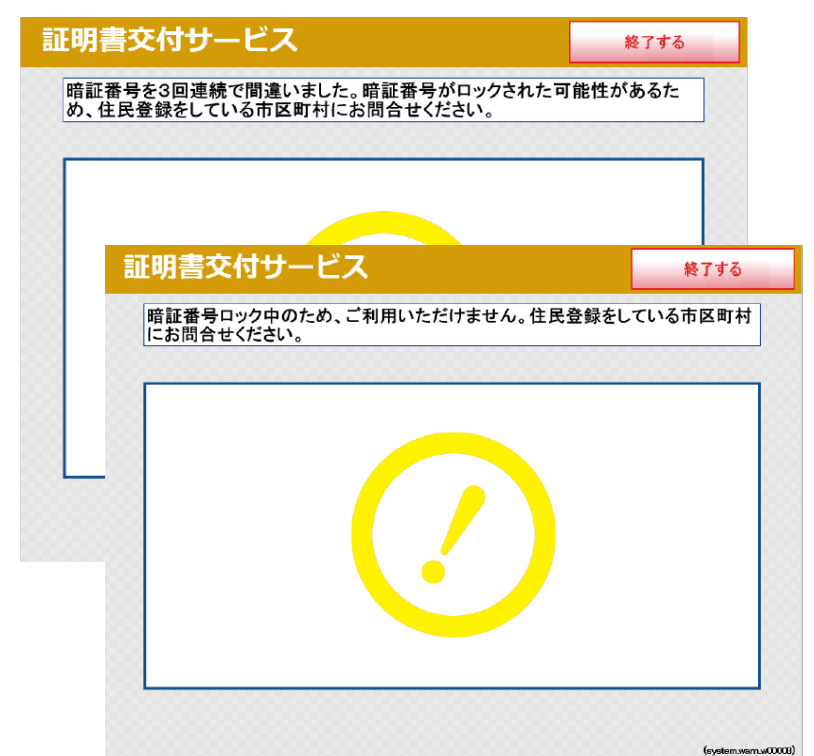 証明書交付サービス
終了する
暗証番号を3回連続で間違いました。暗証番号がロックされた可能性があるた
め、住民登録をしている市区町村にお問合せください。
証明書交付サービス
終了する
暗証番号ロック中のため、ご利用いただけません。住民登録をしている市区町村
にお問合せください。
(system.warn.w0000B)